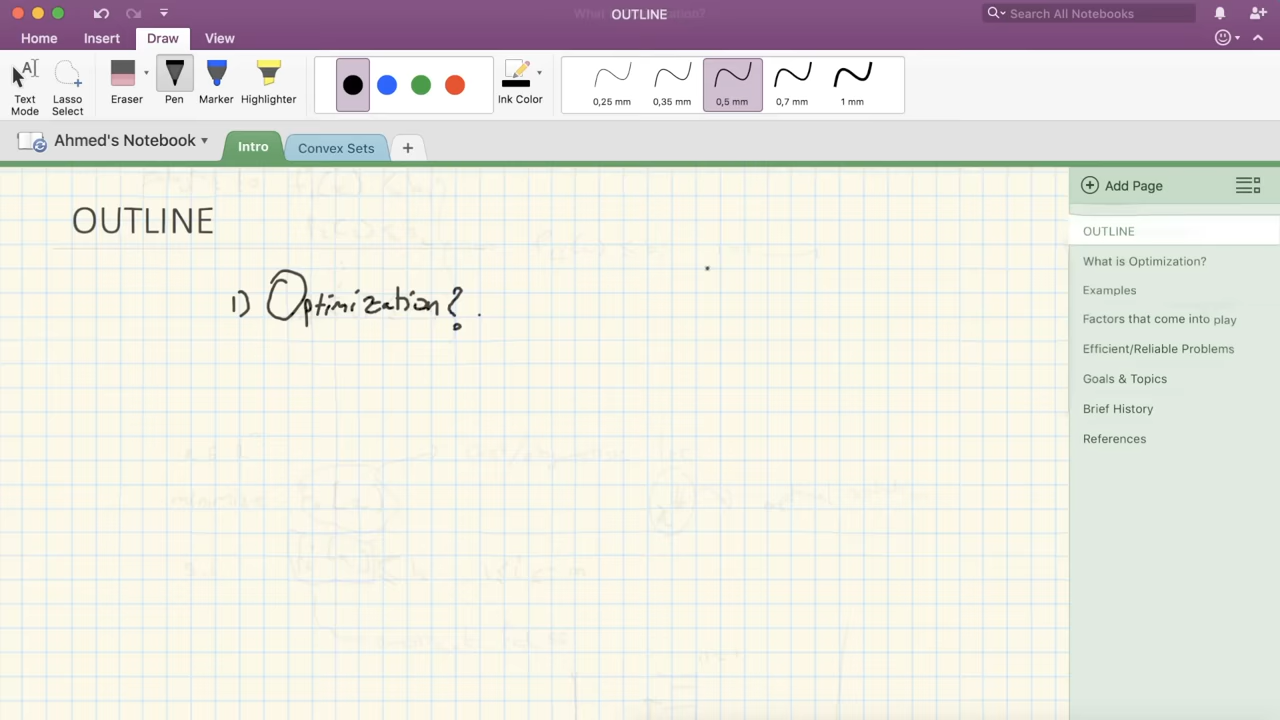 OUTLINE
Search All Notebooks
Home Insert Draw View
Text Mode
Lasso Select
Eraser
Pen
Marker
Highlighter
Ink Color
0,25 mm
0,35 mm
0,5 mm
0,7 mm
1 mm
Ahmed's Notebook
Intro
Convex Sets
Add Page
OUTLINE
1) Optimization?
OUTLINE
What is Optimization?
Examples
Factors that come into play
Efficient/Reliable Problems
Goals & Topics
Brief History
References